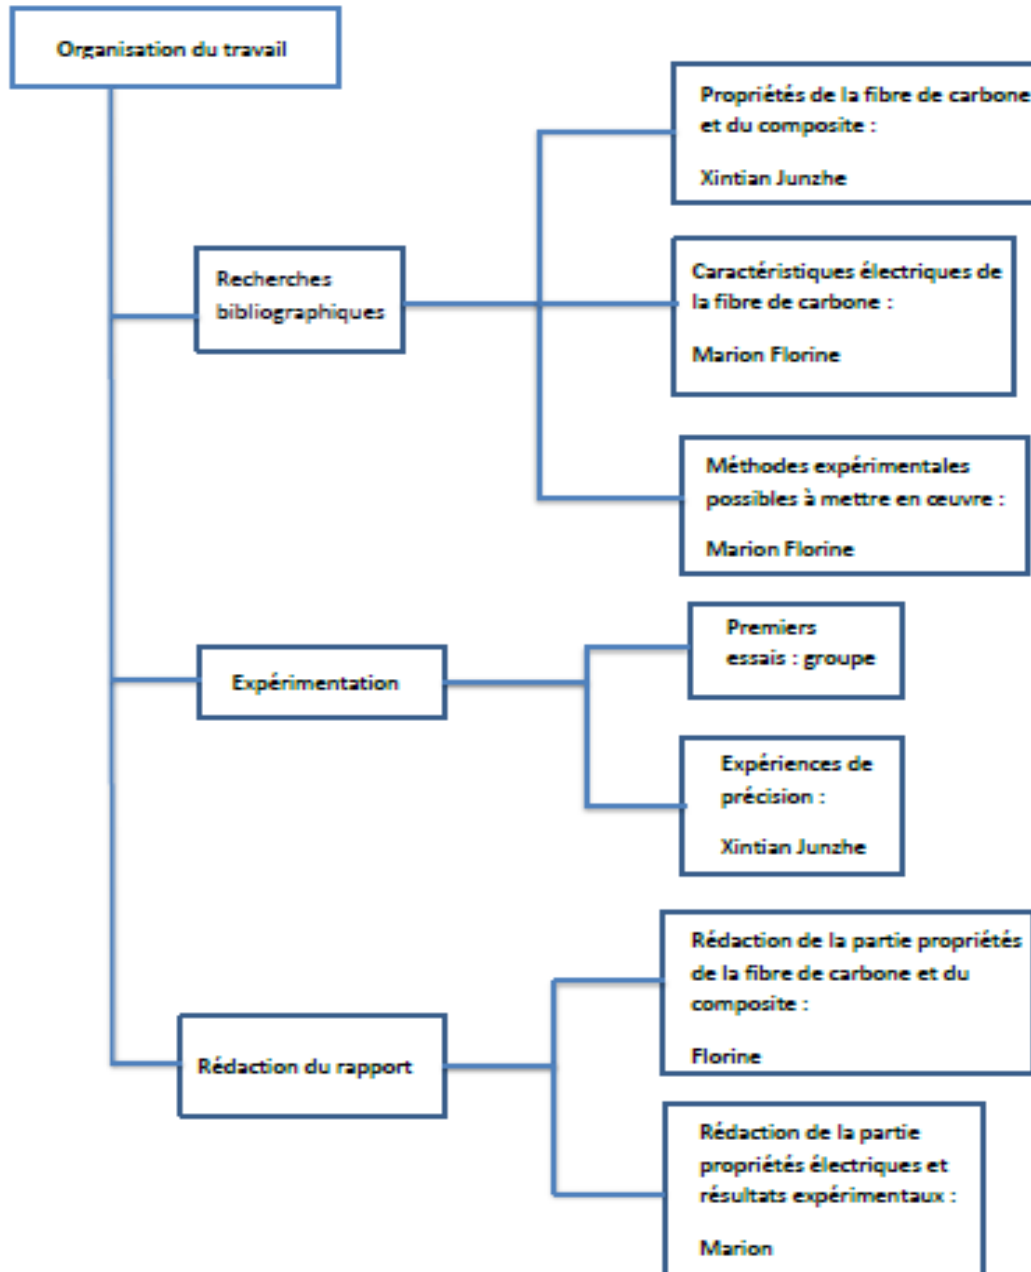 Organisation du travail
Propriétés de la fibre de carbone
et du composite :
Xintian Junzhe
Recherches
bibliographiques
Caractéristiques électriques de
la fibre de carbone :
Marion Florine
Méthodes expérimentales
possibles à mettre en œuvre :
Marion Florine
Expérimentation
Premiers
essais : groupe
Expériences de
précision :
Xintian Junzhe
Rédaction du rapport
Rédaction de la partie propriétés
de la fibre de carbone et du
composite :
Florine
Rédaction de la partie
propriétés électriques et
résultats expérimentaux :
Marion